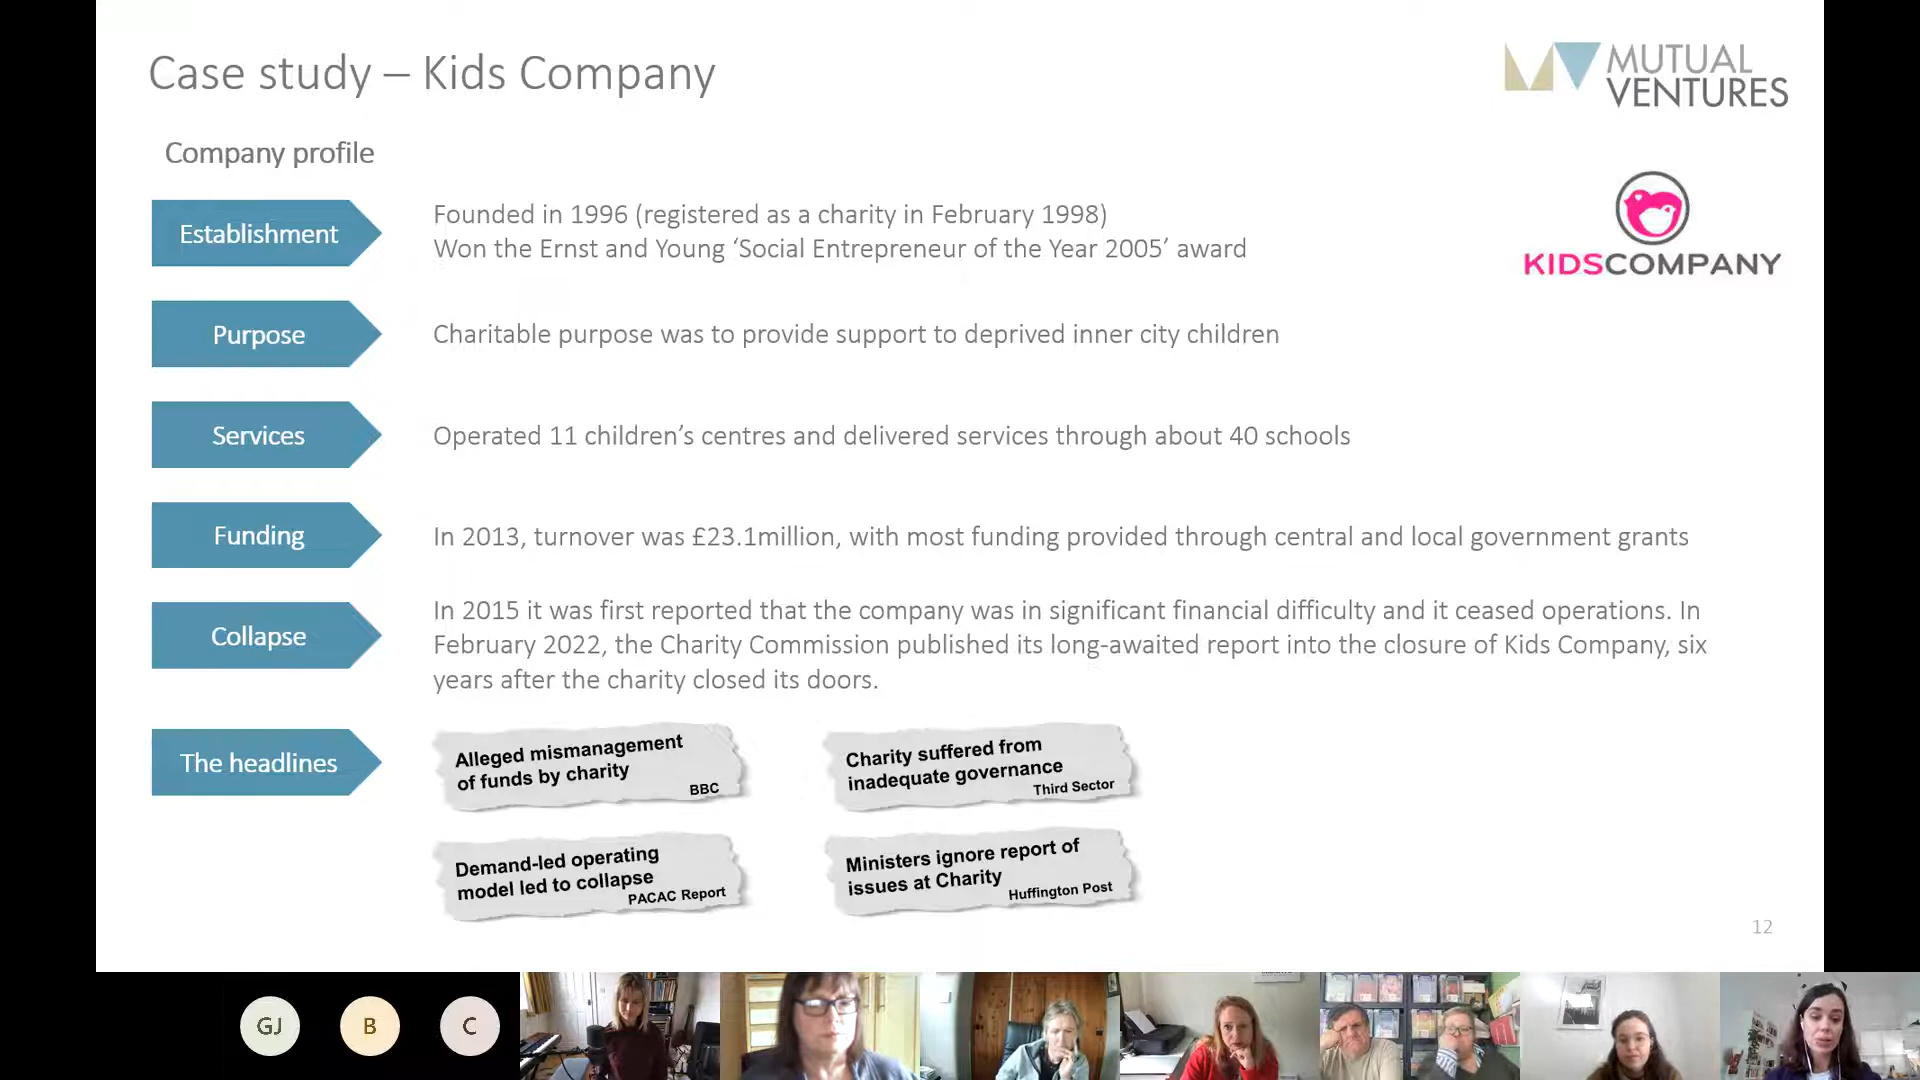 Case study – Kids Company
MUTUAL
VENTURES
Company profile
KIDSCOMPANY
Establishment
Founded in 1996 (registered as a charity in February 1998)
Won the Ernst and Young ‘Social Entrepreneur of the Year 2005’ award
Purpose
Charitable purpose was to provide support to deprived inner city children
Services
Operated 11 children’s centres and delivered services through about 40 schools
Funding
In 2013, turnover was £23.1million, with most funding provided through central and local government grants
Collapse
In 2015 it was first reported that the company was in significant financial difficulty and it ceased operations. In
February 2022, the Charity Commission published its long-awaited report into the closure of Kids Company, six
years after the charity closed its doors.
The headlines
Alleged mismanagement
of funds by charity
BBC
Charity suffered from
inadequate governance
Third Sector
Demand-led operating
model led to collapse
PACAC Report
Ministers ignore report of
issues at Charity
Huffington Post
12
GJ
B
C